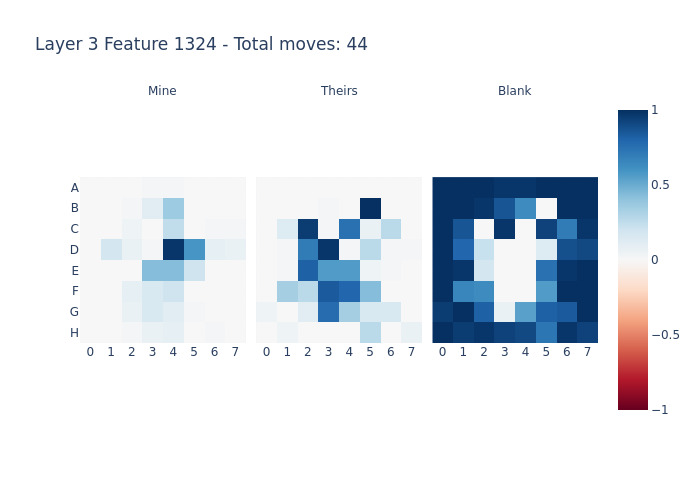 Layer 3 Feature 1324 - Total moves: 44
Mine Theirs Blank
A
B
C
D
E
F
G
H
0 1 2 3 4 5 6 7 0 1 2 3 4 5 6 7 0 1 2 3 4 5 6 7
1
0.5
0
−0.5
−1